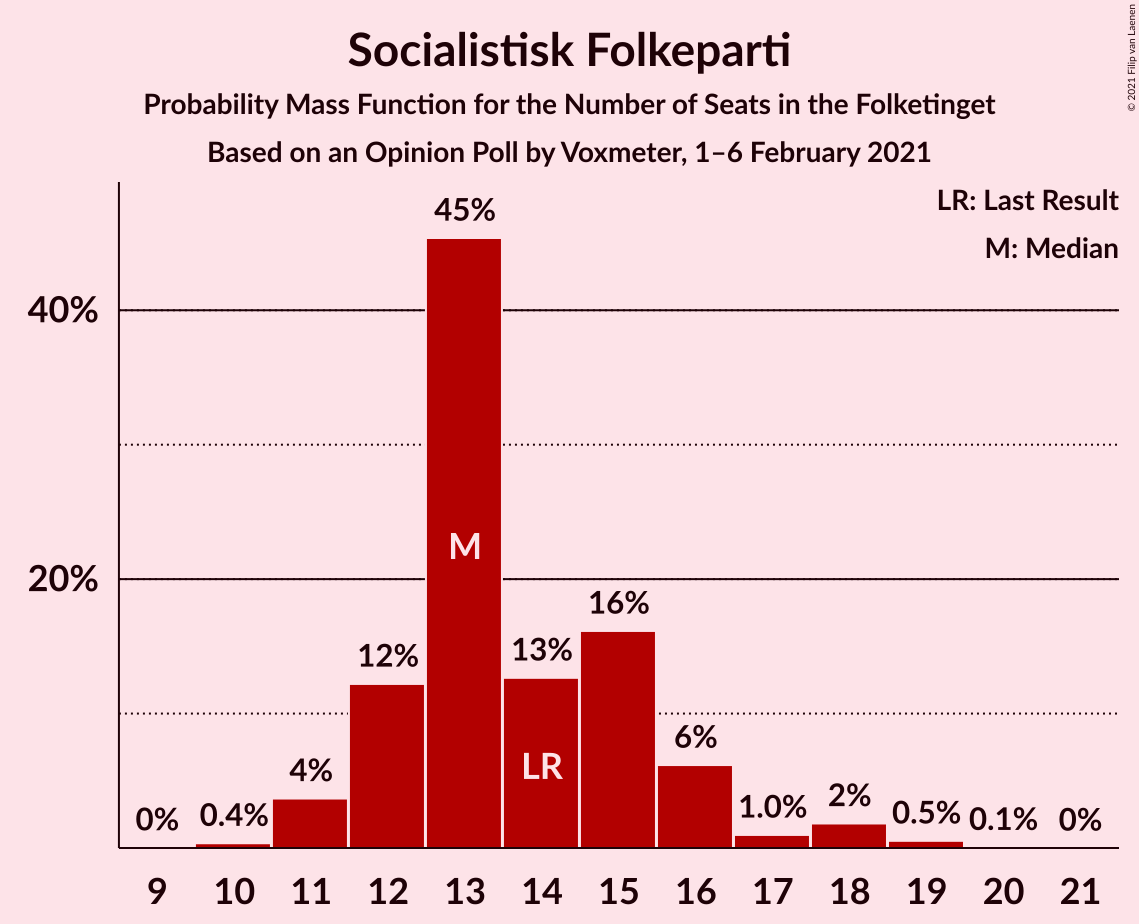 © 2021 Filip van Laenen
Socialistisk Folkeparti
Probability Mass Function for the Number of Seats in the Folketinget
Based on an Opinion Poll by Voxmeter, 1–6 February 2021
LR: Last Result
M: Median
40%
20%
0%
0.4%
4%
12%
45%
13%
16%
6%
1.0%
2%
0.5%
0.1%
0%
M
LR
9 10 11 12 13 14 15 16 17 18 19 20 21